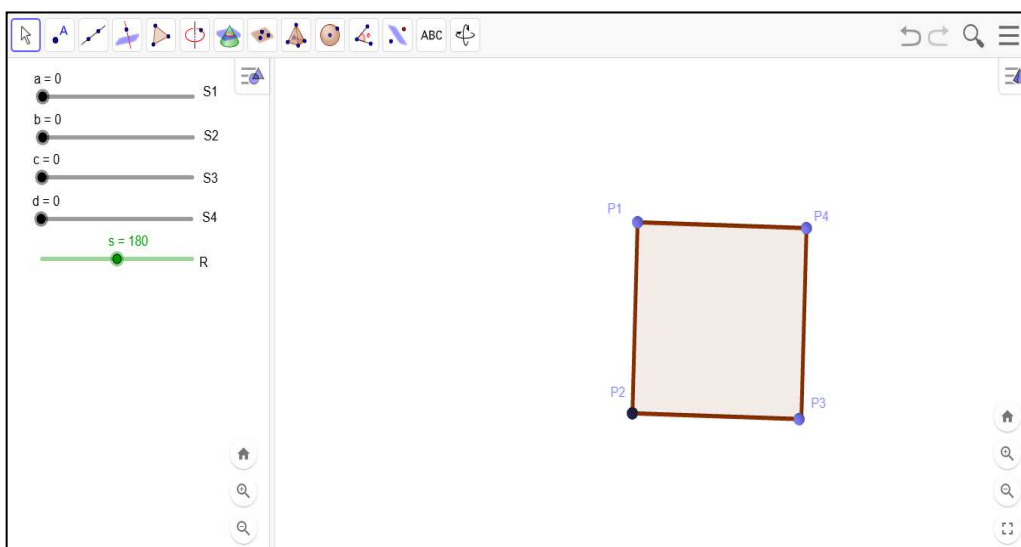 A
ABC
a = 0
S1
b = 0
S2
c = 0
S3
d = 0
S4
s = 180
R
P1
P4
P2
P3